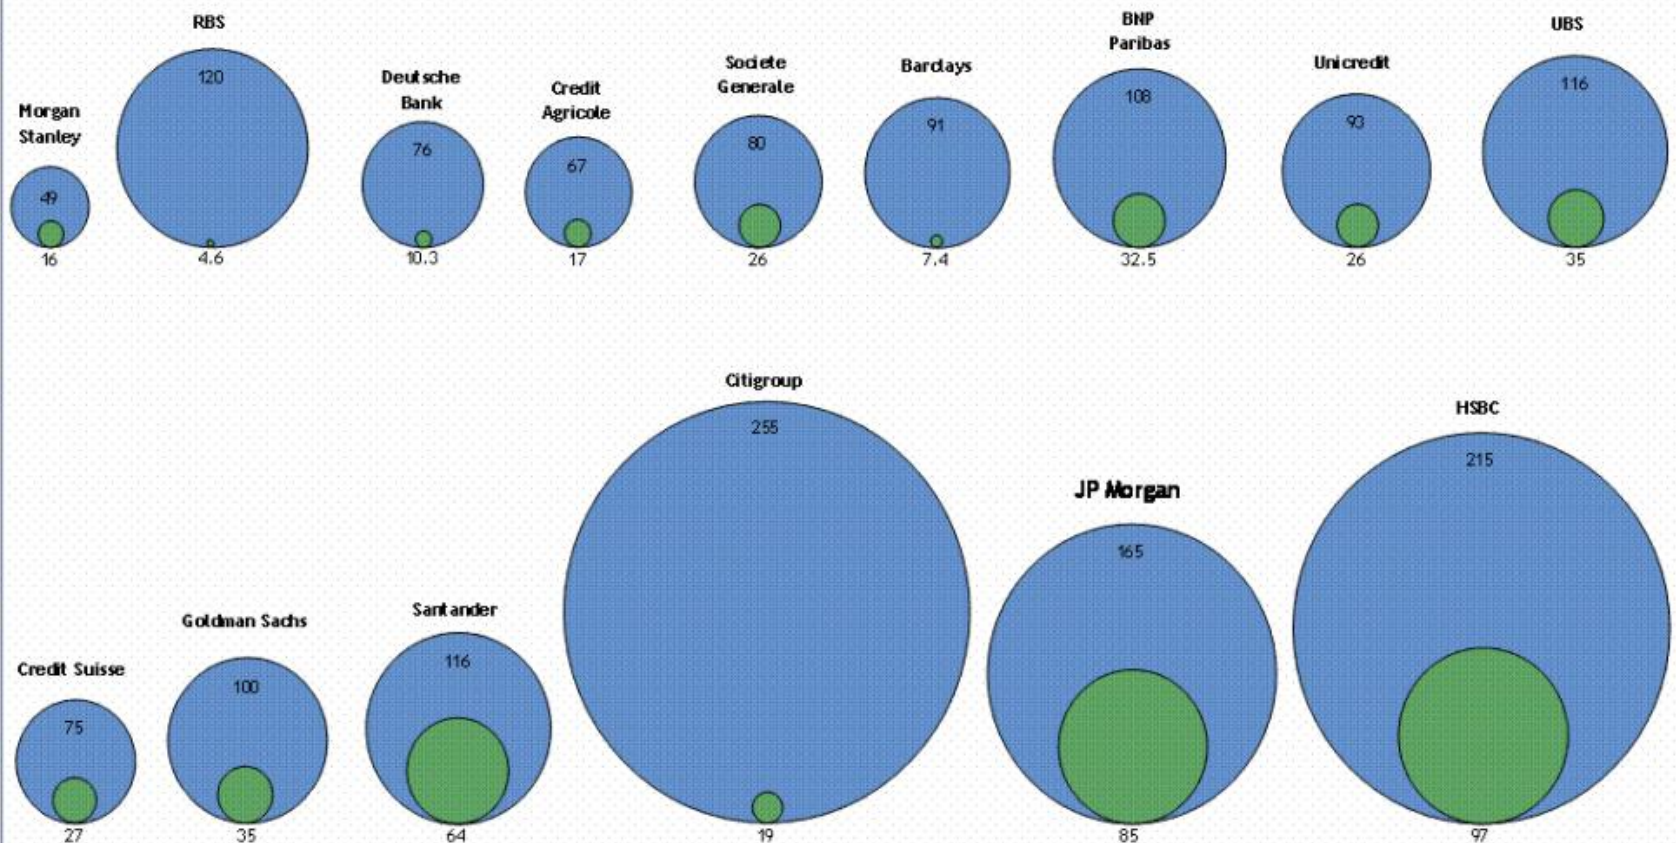 RBS
120
4.6
Morgan
Stanley
49
16
Deutsche
Bank
76
10.3
Credit
Agricole
67
17
Societe
Generale
80
26
Barclays
91
7.4
BNP
Paribas
108
32.5
Unicredit
93
26
UBS
116
35
Credit Suisse
75
27
Goldman Sachs
100
35
Santander
116
64
Citigroup
255
19
JP Morgan
165
85
HSBC
215
97